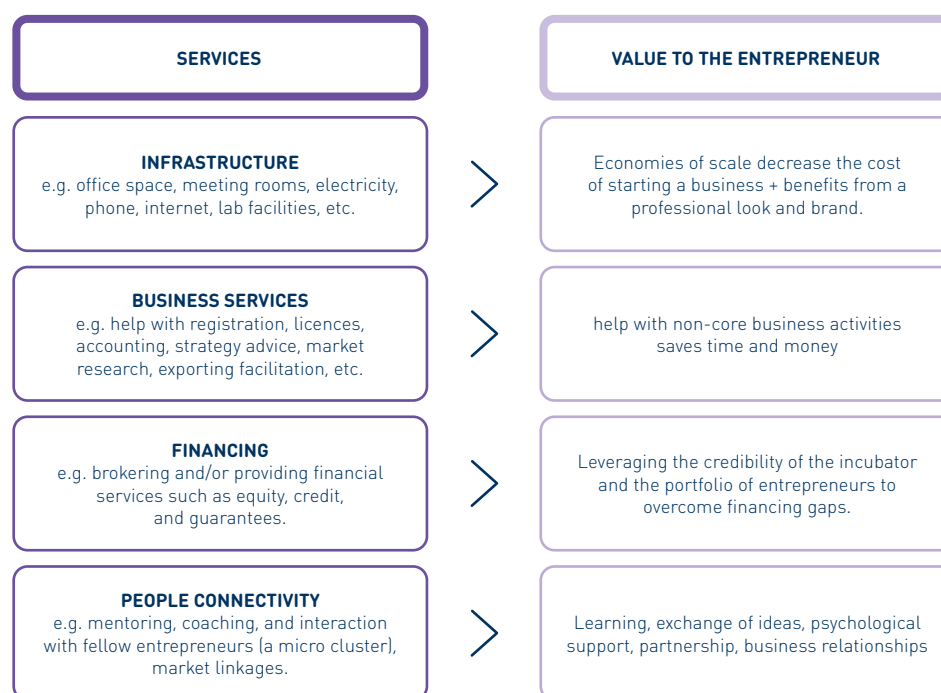 SERVICES
VALUE TO THE ENTREPRENEUR
INFRASTRUCTURE
e.g. office space, meeting rooms, electricity,
phone, internet, lab facilities, etc.
Economies of scale decrease the cost
of starting a business + benefits from a
professional look and brand.
BUSINESS SERVICES
e.g. help with registration, licences,
accounting, strategy advice, market
research, exporting facilitation, etc.
help with non-core business activities
saves time and money
FINANCING
e.g. brokering and/or providing financial
services such as equity, credit,
and guarantees.
Leveraging the credibility of the incubator
and the portfolio of entrepreneurs to
overcome financing gaps.
PEOPLE CONNECTIVITY
e.g. mentoring, coaching, and interaction
with fellow entrepreneurs (a micro cluster),
market linkages.
Learning, exchange of ideas, psychological
support, partnership, business relationships